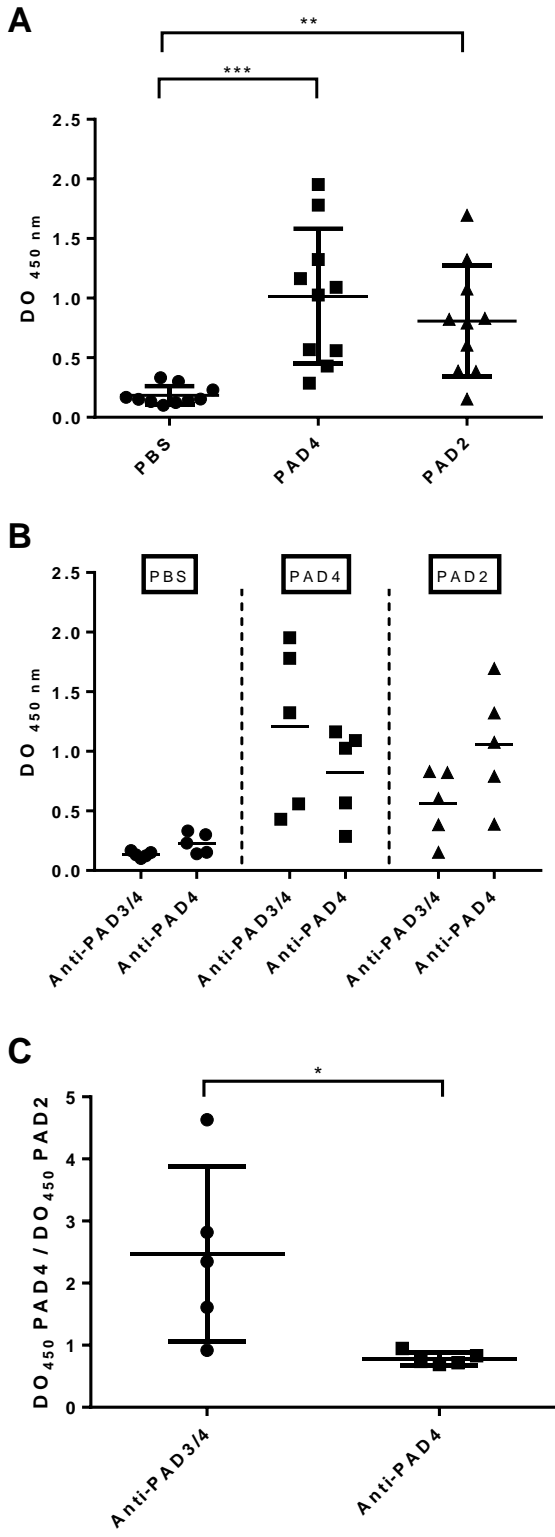 A
**
***
2.5
2.0
1.5
1.0
0.5
0.0
DO 450 nm
PBS
PAD4
PAD2
B
PBS
PAD4
PAD2
2.5
2.0
1.5
1.0
0.5
0.0
DO 450 nm
Anti-PAD3/4
Anti-PAD4
Anti-PAD3/4
Anti-PAD4
Anti-PAD3/4
Anti-PAD4
C
*
5
4
3
2
1
0
DO450 PAD4 / DO450 PAD2
Anti-PAD3/4
Anti-PAD4